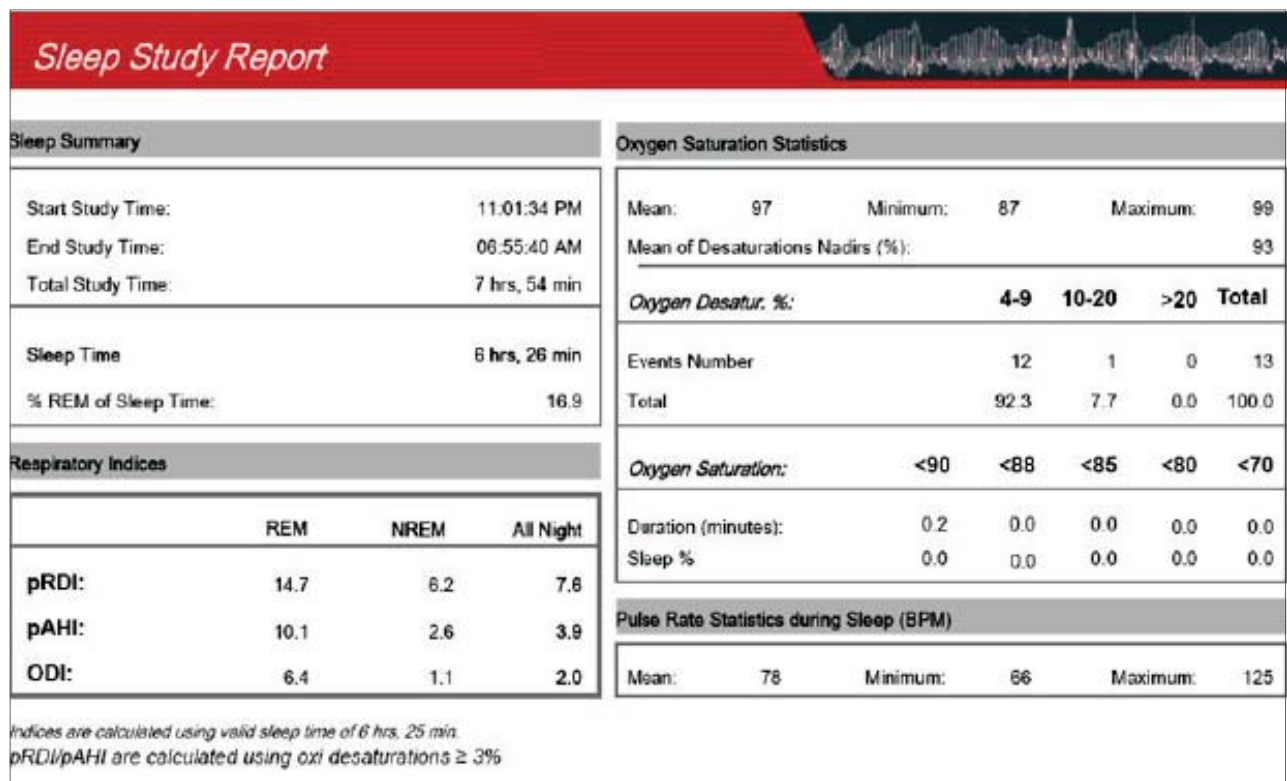 Sleep Study Report
Sleep Summary
Start Study Time: 11:01:34 PM
End Study Time: 06:55:40 AM
Total Study Time: 7 hrs, 54 min
Sleep Time 6 hrs, 26 min
% REM of Sleep Time: 16.9
Respiratory Indices
REM NREM All Night
pRDI: 14.7 6.2 7.6
pAHI: 10.1 2.6 3.9
ODI: 6.4 1.1 2.0
Oxygen Saturation Statistics
Mean: 97 Minimum: 87 Maximum: 99
Mean of Desaturations Nadirs (%): 93
Oxygen Desatur. %: 4-9 10-20 >20 Total
Events Number 12 1 0 13
Total 92.3 7.7 0.0 100.0
Oxygen Saturation: <90 <88 <85 <80 <70
Duration (minutes): 0.2 0.0 0.0 0.0 0.0
Sleep % 0.0 0.0 0.0 0.0 0.0
Pulse Rate Statistics during Sleep (BPM)
Mean: 78 Minimum: 66 Maximum: 125
Indices are calculated using valid sleep time of 6 hrs, 25 min.
pRDI/pAHI are calculated using oxi desaturations ≥ 3%